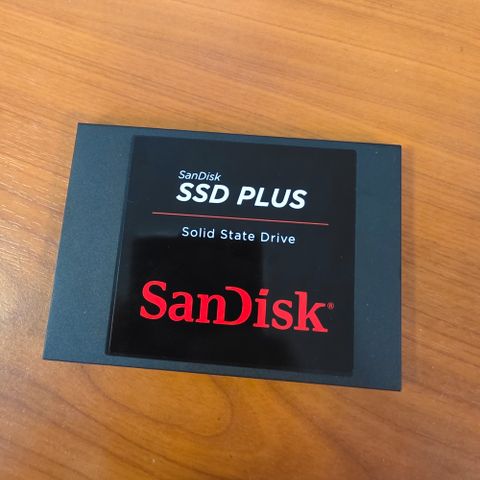 SanDisk
SSD PLUS
Solid State Drive
SanDisk®